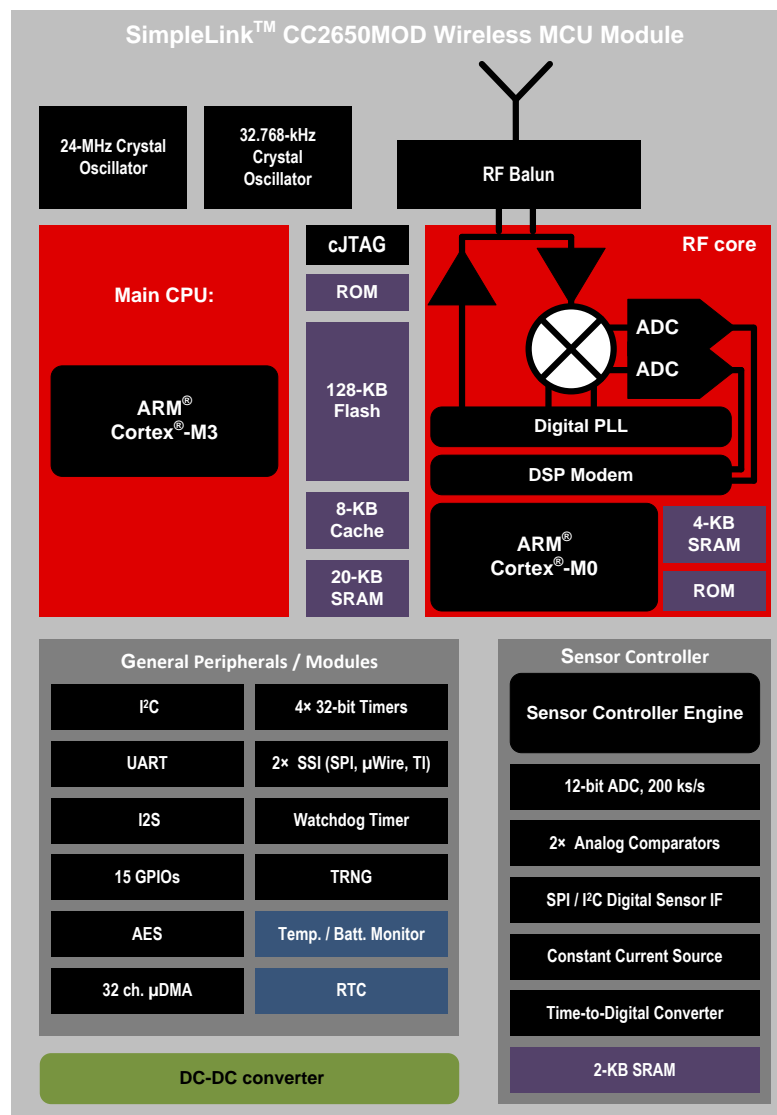 SimpleLink™ CC2650MOD Wireless MCU Module
24-MHz Crystal
Oscillator
32.768-kHz
Crystal
Oscillator
RF Balun
Main CPU:
ARM®
Cortex®-M3
cJTAG
ROM
128-KB
Flash
8-KB
Cache
20-KB
SRAM
RF core
ADC
ADC
Digital PLL
DSP Modem
ARM®
Cortex®-M0
4-KB
SRAM
ROM
General Peripherals / Modules
I²C
4× 32-bit Timers
UART
2× SSI (SPI, µWire, TI)
I2S
Watchdog Timer
15 GPIOs
TRNG
AES
Temp. / Batt. Monitor
32 ch. µDMA
RTC
Sensor Controller
Sensor Controller Engine
12-bit ADC, 200 ks/s
2× Analog Comparators
SPI / I²C Digital Sensor IF
Constant Current Source
Time-to-Digital Converter
2-KB SRAM
DC-DC converter